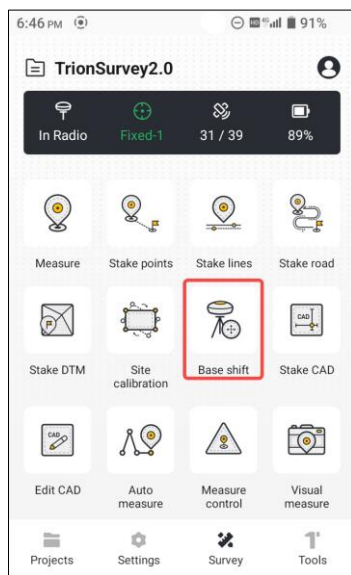 6:46 PM 91%
TrionSurvey2.0
In Radio Fixed-1 31 / 39 89%
Measure Stake points Stake lines Stake road
Stake DTM Site calibration Base shift Stake CAD
Edit CAD Auto measure Measure control Visual measure
Projects Settings Survey Tools